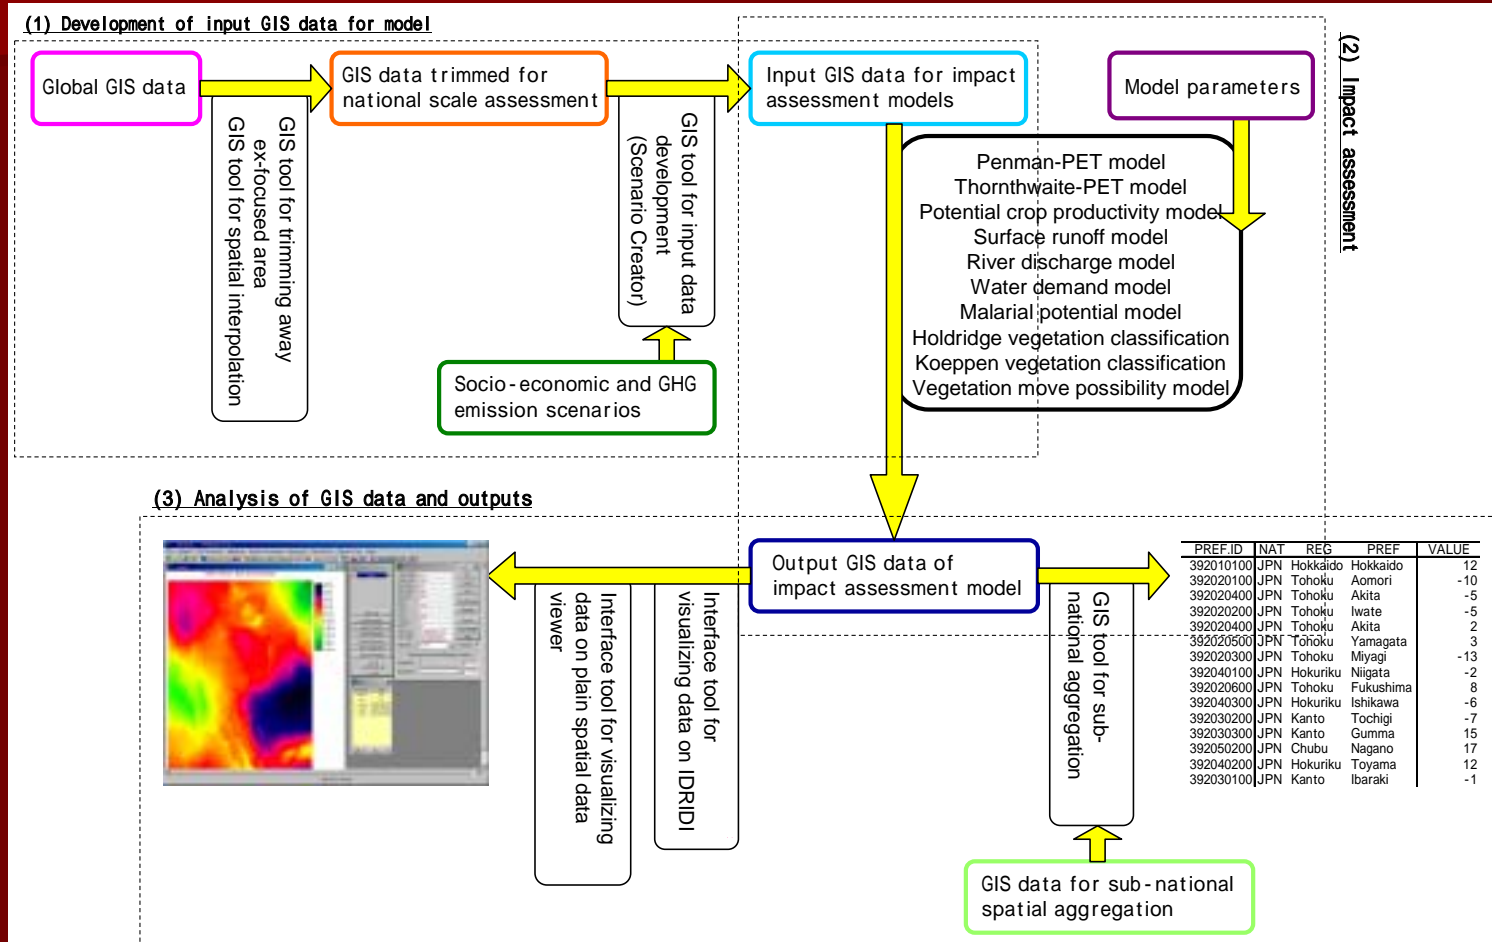 (1) Development of input GIS data for model
Global GIS data
GIS data trimmed for
national scale assessment
Input GIS data for impact
assessment models
Model parameters
(2) Impact assessment
GIS tool for trimming away
ex-focused area
GIS tool for spatial interpolation
GIS tool for input data
development
(Scenario Creator)
Socio-economic and GHG
emission scenarios
Penman-PET model
Thornthwaite-PET model
Potential crop productivity model
Surface runoff model
River discharge model
Water demand model
Malarial potential model
Holdridge vegetation classification
Koeppen vegetation classification
Vegetation move possibility model
(3) Analysis of GIS data and outputs
Output GIS data of
impact assessment model
Interface tool for
visualizing data on IDRIDI
Interface tool for visualizing
data on plain spatial data
viewer
GIS tool for sub-
national aggregation
GIS data for sub-national
spatial aggregation
PREF.ID NAT REG PREF VALUE
392010100 JPN Hokkaido Hokkaido 12
392020100 JPN Tohoku Aomori -10
392020400 JPN Tohoku Akita -5
392020200 JPN Tohoku Iwate -5
392020400 JPN Tohoku Akita 2
392020500 JPN Tohoku Yamagata 3
392020300 JPN Tohoku Miyagi -13
392040100 JPN Hokuriku Niigata -2
392020600 JPN Tohoku Fukushima 8
392040300 JPN Hokuriku Ishikawa -6
392030200 JPN Kanto Tochigi -7
392030300 JPN Kanto Gumma 15
392050200 JPN Chubu Nagano 17
392040200 JPN Hokuriku Toyama 12
392030100 JPN Kanto Ibaraki -1